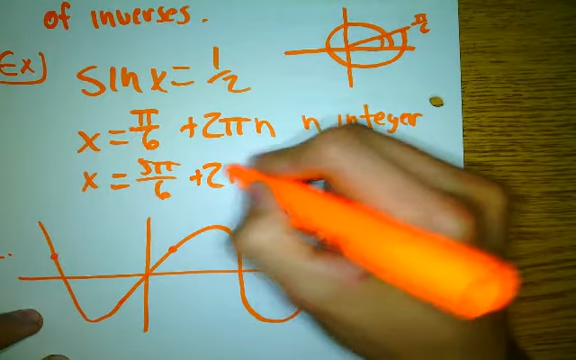 of inverses.
Ex)
sin x = 1/2
x = π/6 + 2πn n integer
x = 5π/6 + 2
π/2